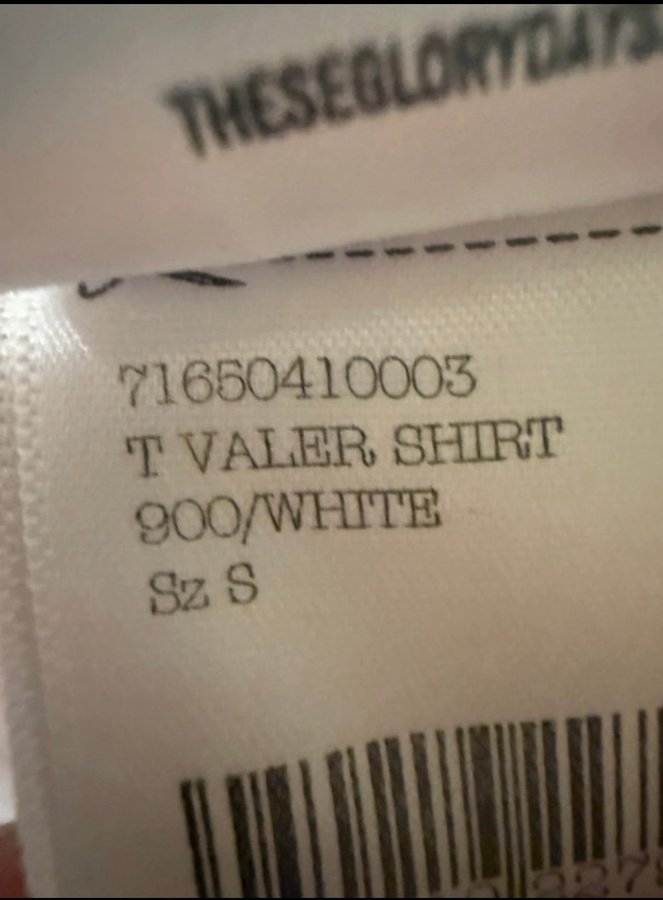 THESEGLORYDAYS.
71650410003
T VALER SHIRT
900/WHITE
Sz S